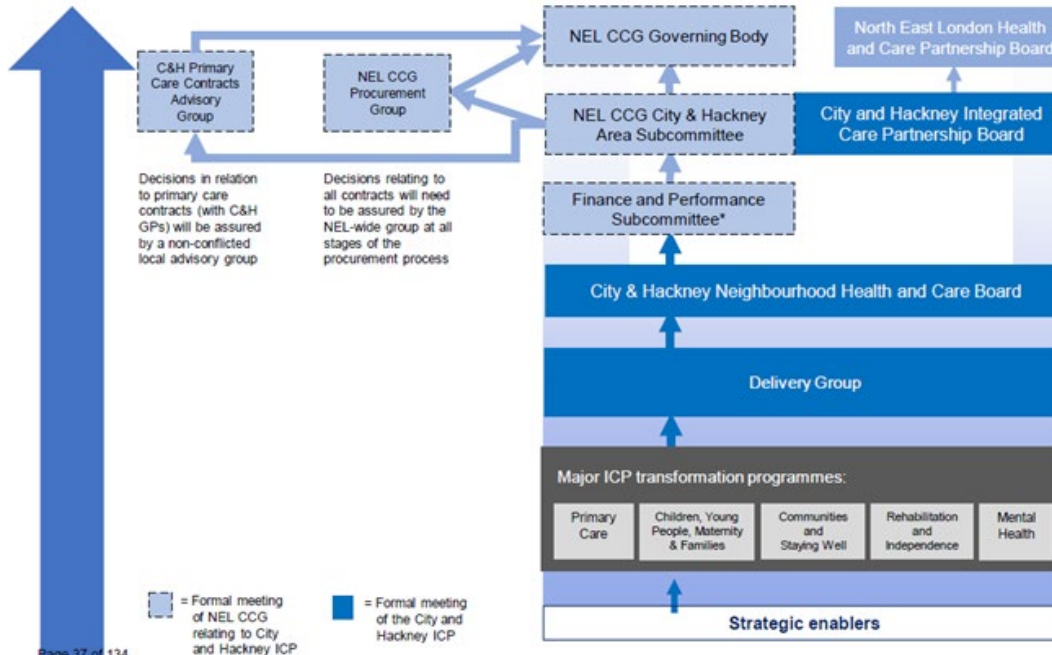 C&H Primary
Care Contracts
Advisory
Group
NEL CCG
Procurement
Group
NEL CCG Governing Body
North East London Health
and Care Partnership Board
NEL CCG City & Hackney
Area Subcommittee
City and Hackney Integrated
Care Partnership Board
Decisions in relation
to primary care
contracts (with C&H
GPs) will be assured
by a non-conflicted
local advisory group
Decisions relating to
all contracts will need
to be assured by the
NEL-wide group at all
stages of the
procurement process
Finance and Performance
Subcommittee*
City & Hackney Neighbourhood Health and Care Board
Delivery Group
Major ICP transformation programmes:
Primary
Care
Children, Young
People, Maternity
& Families
Communities
and
Staying Well
Rehabilitation
and
Independence
Mental
Health
Strategic enablers
= Formal meeting
of NEL CCG
relating to City
and Hackney ICP
= Formal meeting
of the City and
Hackney ICP
Page 37 of 134